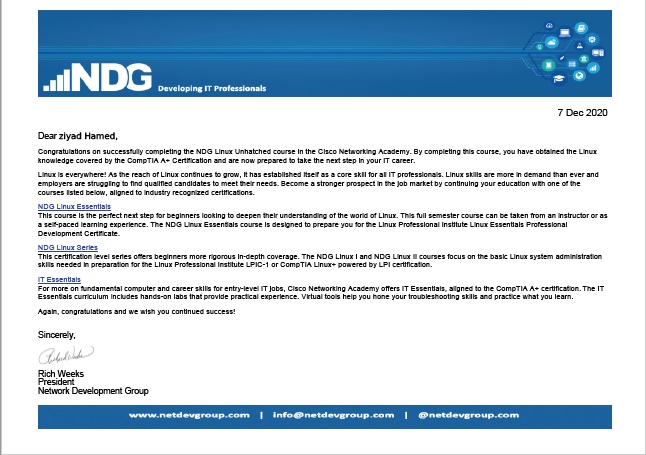 NDG Developing IT Professionals
7 Dec 2020
Dear ziyad Hamed,
Congratulations on successfully completing the NDG Linux Unhatched course in the Cisco Networking Academy. By completing this course, you have obtained the Linux
knowledge covered by the CompTIA A+ Certification and are now prepared to take the next step in your IT career.
Linux is everywhere! As the reach of Linux continues to grow, it has established itself as a core skill for all IT professionals. Linux skills are more in demand than ever and
employers are struggling to find qualified candidates to meet their needs. Become a stronger prospect in the job market by continuing your education with one of the
courses listed below, aligned to industry recognized certifications.
NDG Linux Essentials
This course is the perfect next step for beginners looking to deepen their understanding of the world of Linux. This full semester course can be taken from an instructor or as
a self-paced learning experience. The NDG Linux Essentials course is designed to prepare you for the Linux Professional Institute Linux Essentials Professional
Development Certificate.
NDG Linux Series
This certification level series offers beginners more rigorous in-depth coverage. The NDG Linux I and NDG Linux II courses focus on the basic Linux system administration
skills needed in preparation for the Linux Professional Institute LPIC-1 or CompTIA Linux+ powered by LPI certification.
IT Essentials
For more on fundamental computer and career skills for entry-level IT jobs, Cisco Networking Academy offers IT Essentials, aligned to the CompTIA A+ certification. The IT
Essentials curriculum includes hands-on labs that provide practical experience. Virtual tools help you hone your troubleshooting skills and practice what you learn.
Again, congratulations and we wish you continued success!
Sincerely,
Rich Weeks
President
Network Development Group
www.netdevgroup.com | info@netdevgroup.com | @netdevgroup.com